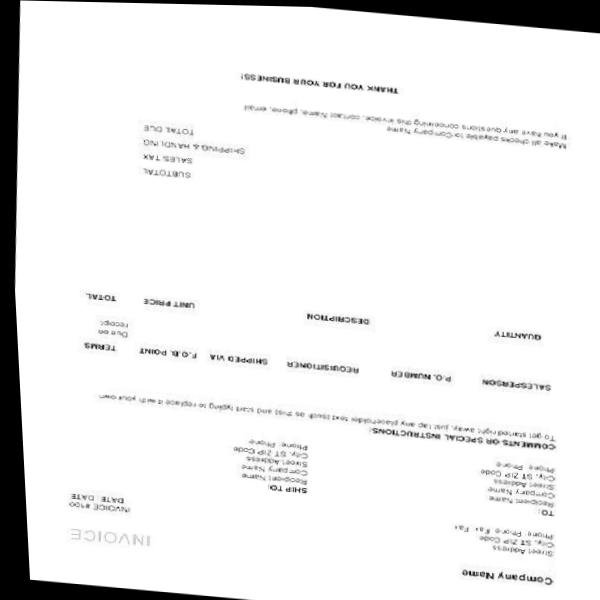 Company Name
Street Address
City, ST ZIP Code
Phone Phone Fax Fax
INVOICE
INVOICE #100
DATE DATE
TO:
Recipient Name
Company Name
Street Address
City, ST ZIP Code
Phone Phone
SHIP TO:
Recipient Name
Company Name
Street Address
City, ST ZIP Code
Phone Phone
COMMENTS OR SPECIAL INSTRUCTIONS:
To get started right away, just tap any placeholder text (such as this) and start typing to replace it with your own.
SALESPERSON P.O. NUMBER REQUISITIONER SHIPPED VIA F.O.B. POINT TERMS
Due on receipt
QUANTITY DESCRIPTION UNIT PRICE TOTAL
SUBTOTAL
SALES TAX
SHIPPING & HANDLING
TOTAL DUE
Make all checks payable to Company Name
If you have any questions concerning this invoice, contact Name, phone, email
THANK YOU FOR YOUR BUSINESS!